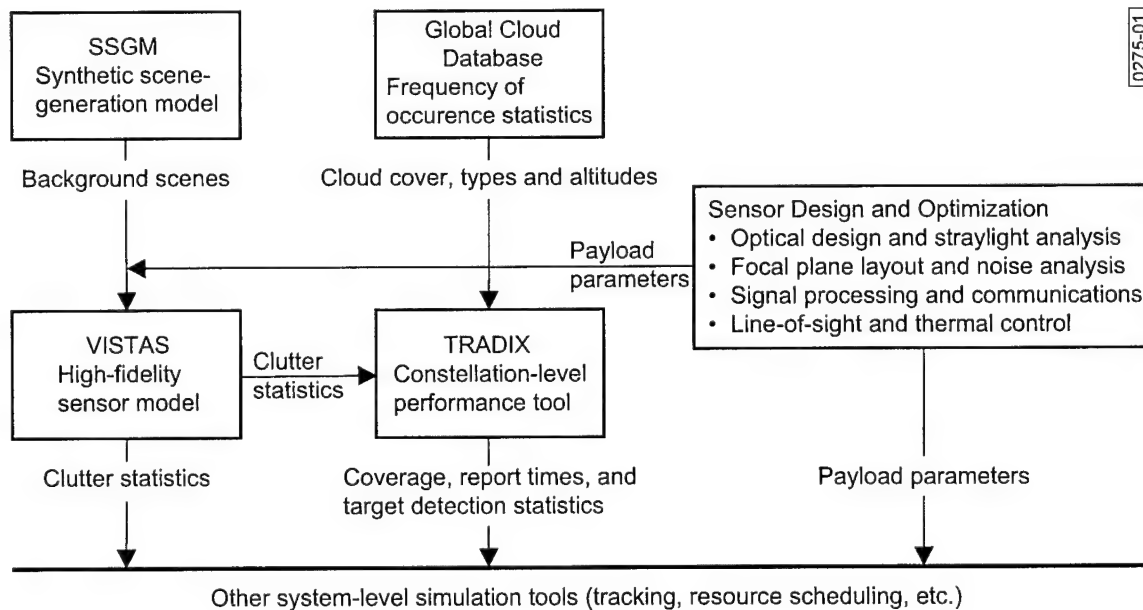 SSGM
Synthetic scene-
generation model
Global Cloud
Database
Frequency of
occurence statistics
0275-01
Background scenes
Cloud cover, types and altitudes
Sensor Design and Optimization
• Optical design and straylight analysis
• Focal plane layout and noise analysis
• Signal processing and communications
• Line-of-sight and thermal control
Payload
parameters
VISTAS
High-fidelity
sensor model
Clutter
statistics
TRADIX
Constellation-level
performance tool
Clutter statistics
Coverage, report times, and
target detection statistics
Payload parameters
Other system-level simulation tools (tracking, resource scheduling, etc.)